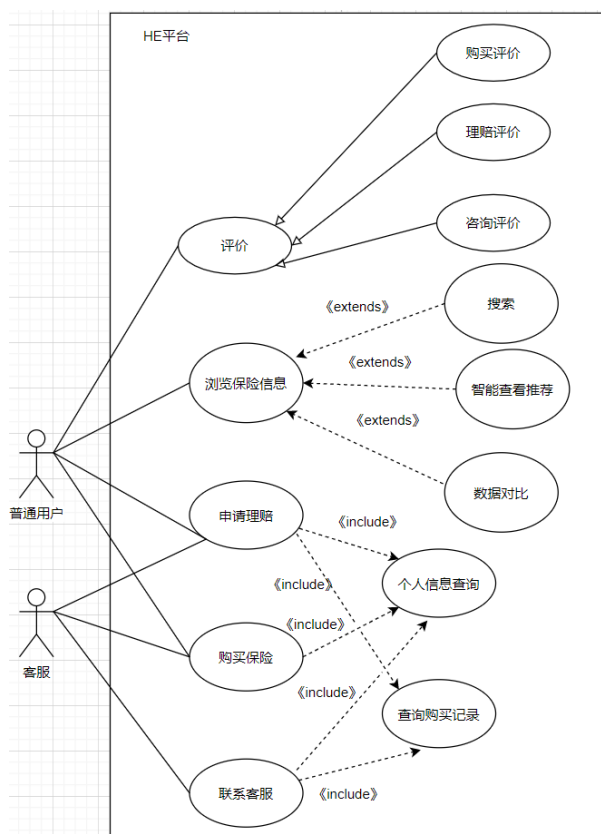 HE平台
购买评价
理赔评价
咨询评价
评价
搜索
《extends》
智能查看推荐
《extends》
浏览保险信息
《extends》
数据对比
普通用户
申请理赔
《include》
个人信息查询
《include》
《include》
购买保险
客服
《include》
查询购买记录
联系客服
《include》